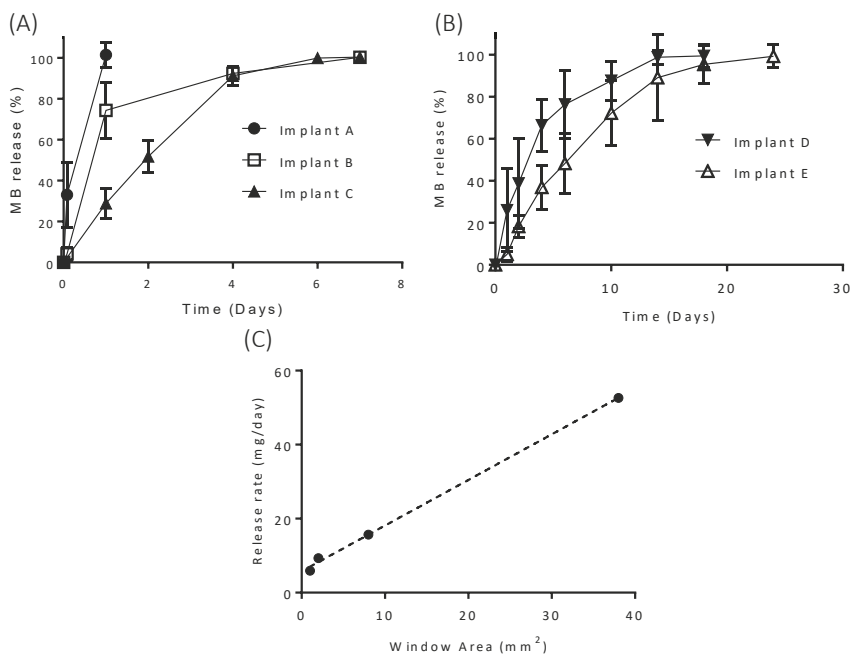 (A)
MB release (%)
100
80
60
40
20
0
0
2
4
6
8
Time (Days)
Implant A
Implant B
Implant C
(B)
MB release (%)
100
80
60
40
20
0
0
10
20
30
Time (Days)
Implant D
Implant E
(C)
Release rate (mg/day)
60
40
20
0
0
10
20
30
40
Window Area (mm²)